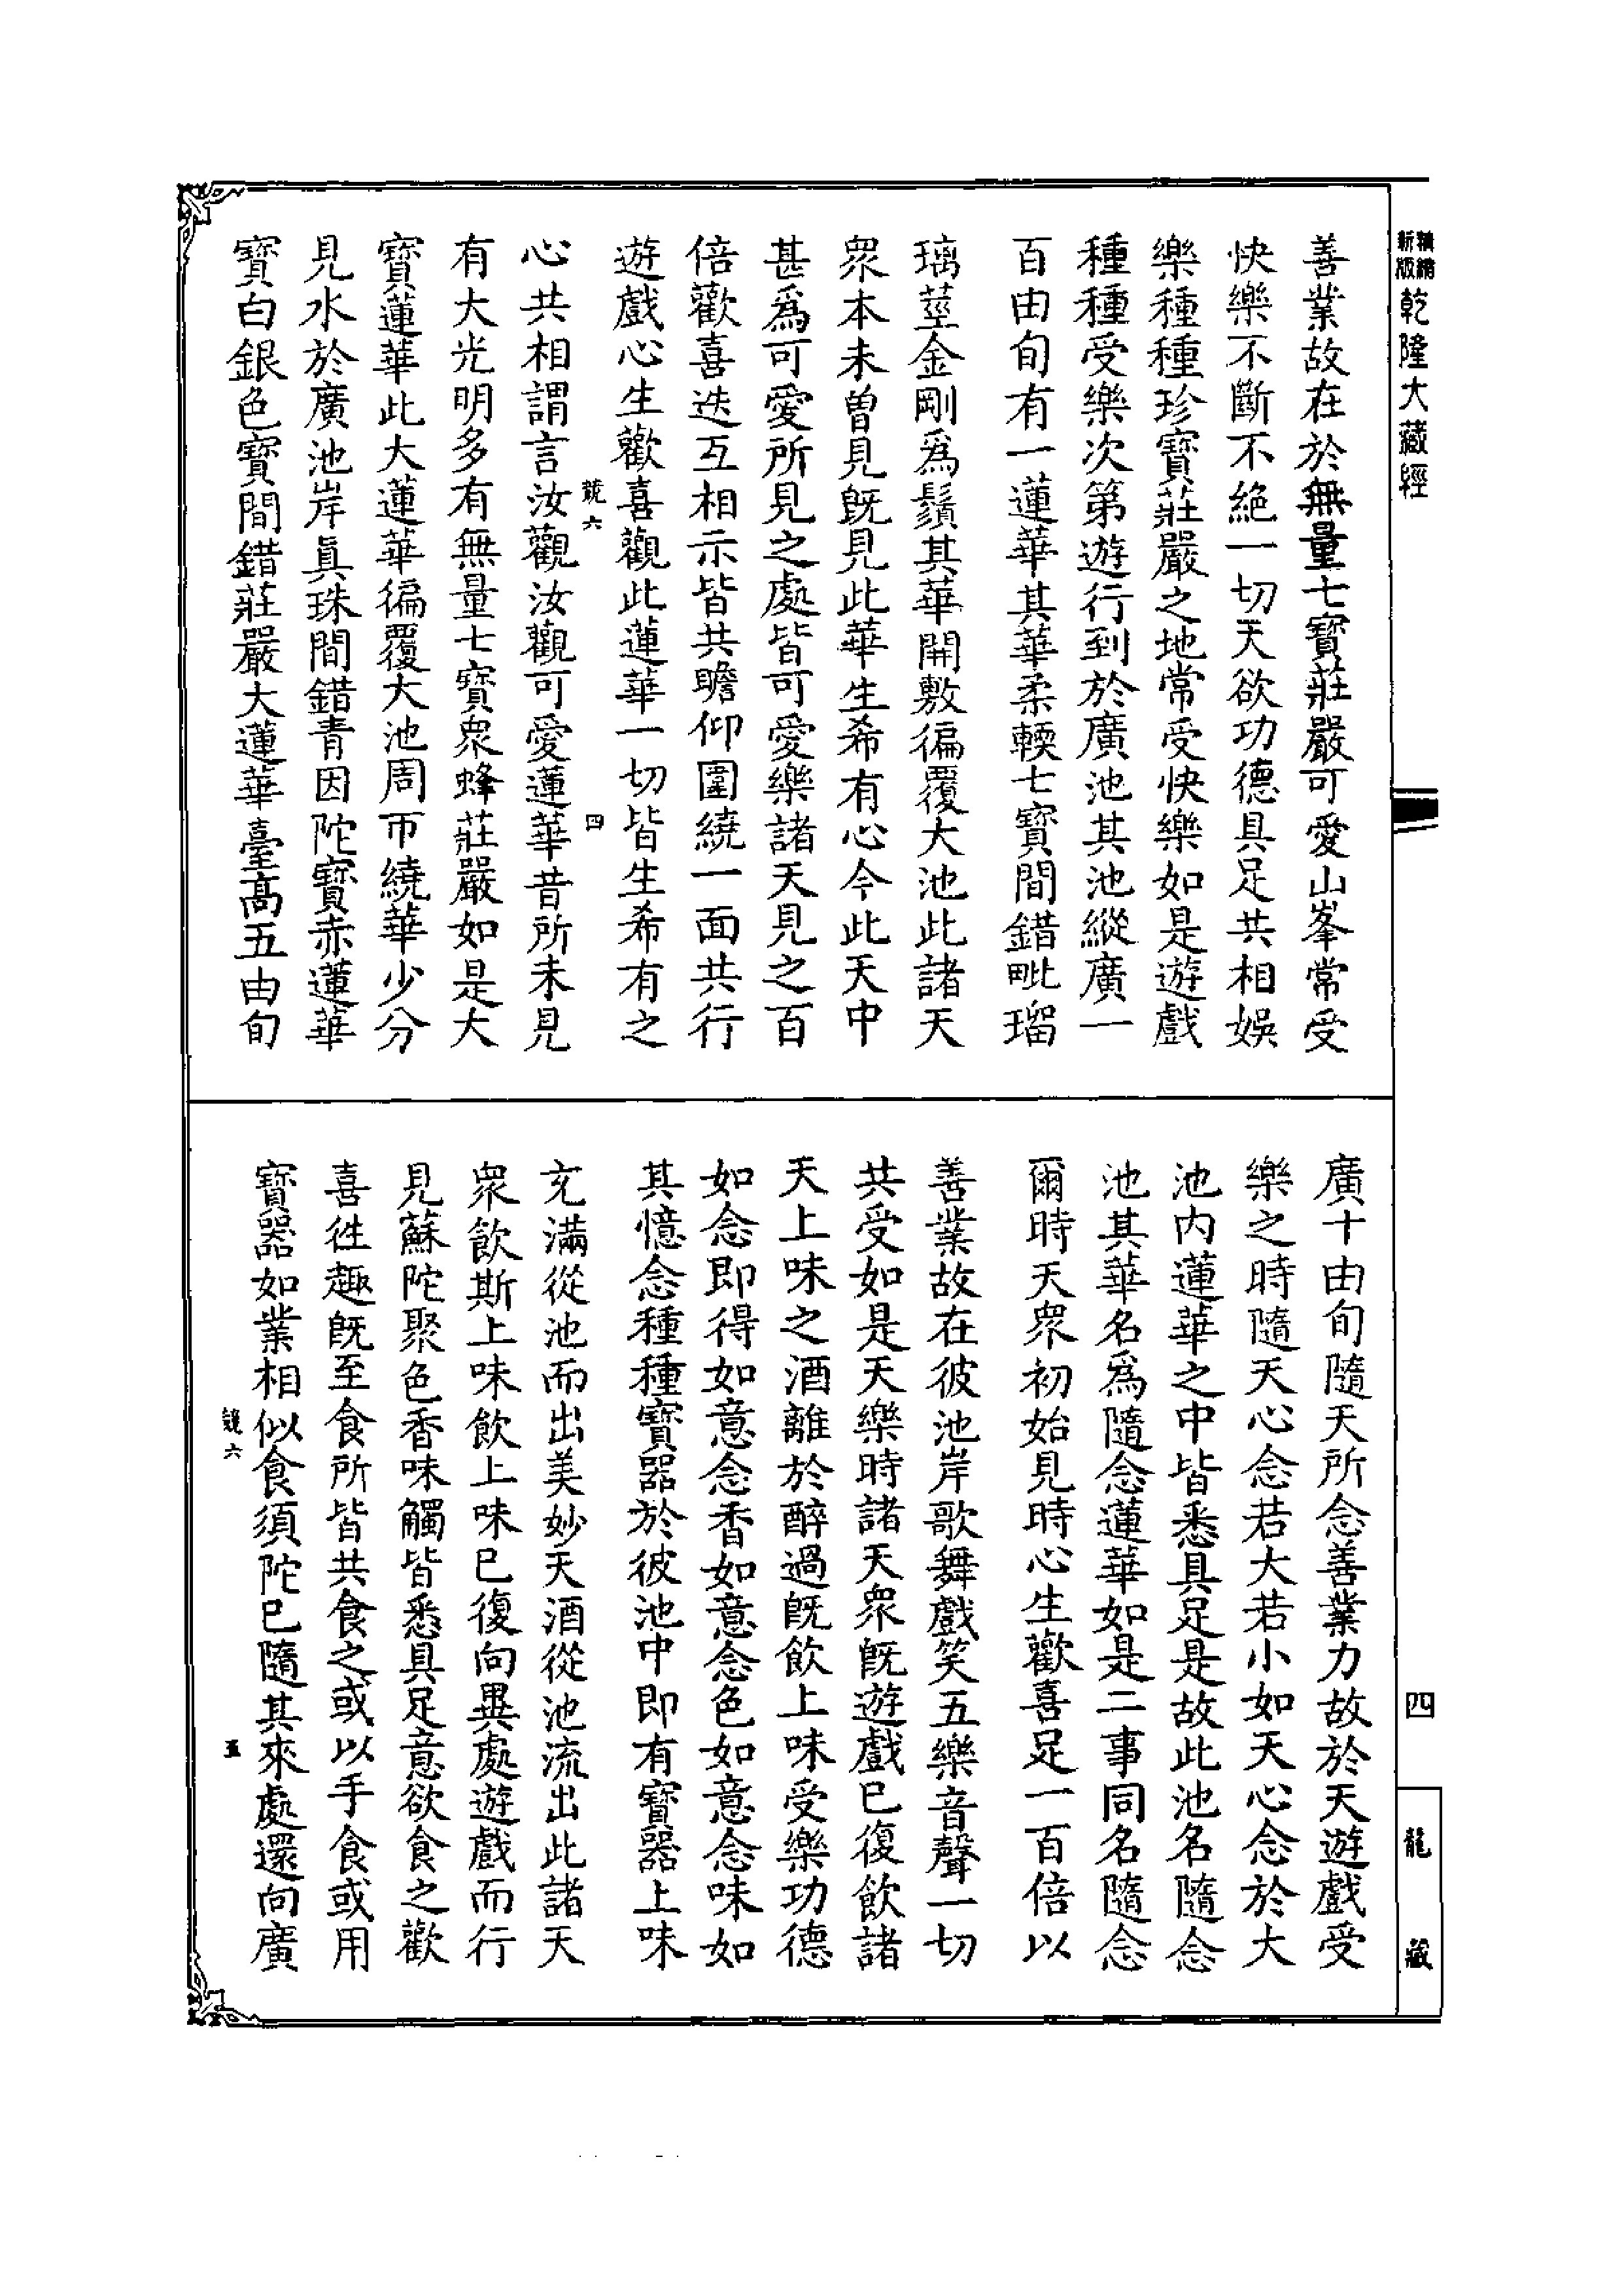 精繕新版 乾隆大藏經
善業故在於無量七寶莊嚴可愛山峯常受
快樂不斷不絕一切天欲功德具足共相娛
樂種種珍寶莊嚴之地常受快樂如是遊戲
種種受樂次第遊行到於廣池其池縱廣一
百由旬有一蓮華其華柔輭七寶間錯毗瑠
璃莖金剛爲鬚其華開敷徧覆大池此諸天
衆本未曾見旣見此華生希有心今此天中
甚爲可愛所見之處皆可愛樂諸天見之百
倍歡喜迭互相示皆共瞻仰圍繞一面共行
遊戲心生歡喜觀此蓮華一切皆生希有之
競六 四
心共相謂言汝觀汝觀可愛蓮華昔所未見
有大光明多有無量七寶衆蜂莊嚴如是大
寶蓮華此大蓮華徧覆大池周帀繞華少分
見水於廣池岸眞珠間錯青因陀寶赤蓮華
寶白銀色寶間錯莊嚴大蓮華臺高五由旬
廣十由旬隨天所念善業力故於天遊戲受
樂之時隨天心念若大若小如天心念於大
池內蓮華之中皆悉具足是故此池名隨念
池其華名爲隨念蓮華如是二事同名隨念
爾時天衆初始見時心生歡喜足一百倍以
善業故在彼池岸歌舞戲笑五樂音聲一切
共受如是天樂時諸天衆旣遊戲已復飲諸
天上味之酒離於醉過旣飲上味受樂功德
如念即得如意念香如意念色如意念味如
其憶念種種寶器於彼池中即有寶器上味
充滿從池而出美妙天酒從池流出此諸天
衆飲斯上味飲上味已復向異處遊戲而行
見蘇陀聚色香味觸皆悉具足意欲食之歡
喜徃趣旣至食所皆共食之或以手食或用
寶器如業相似食須陀已隨其來處還向廣
競六 五
四
龍藏